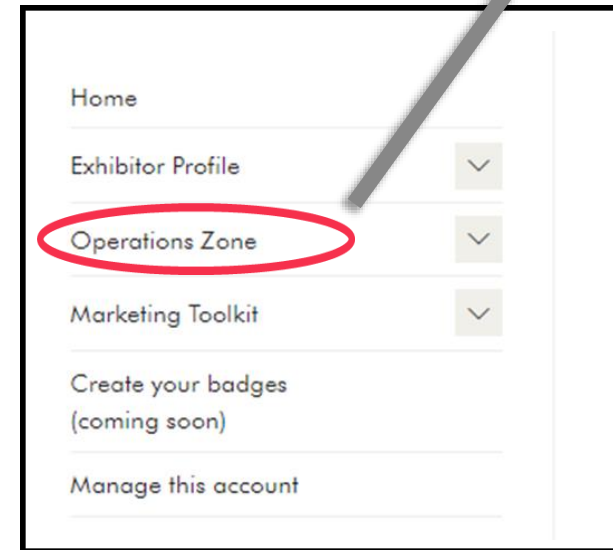 Home
Exhibitor Profile
Operations Zone
Marketing Toolkit
Create your badges
(coming soon)
Manage this account